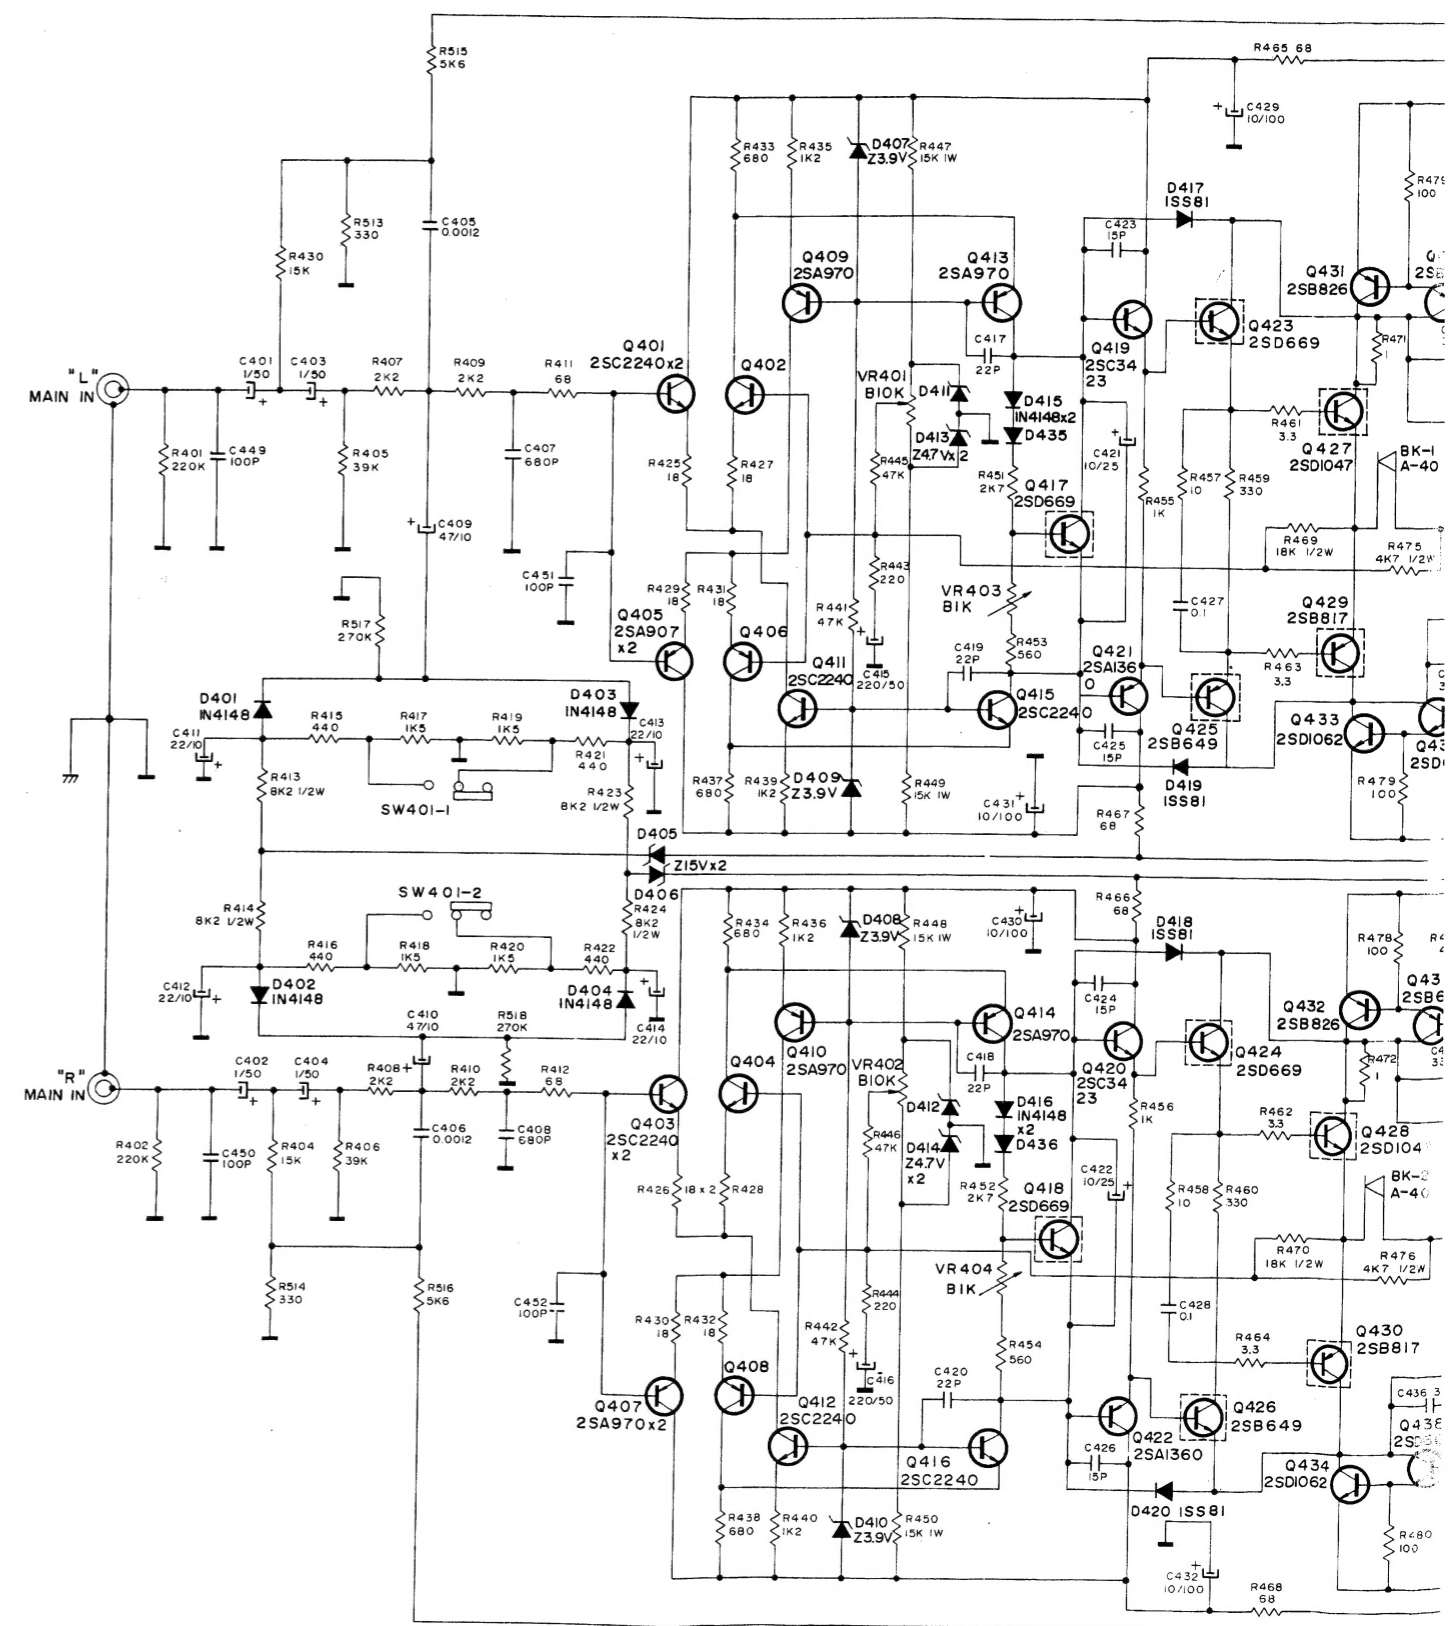 R515
5K6
R465 68
+
C429
10/100
R433
680
R435
1K2
D407
Z3.9V
R447
15K 1W
R479
100
D417
1SS81
R513
330
C405
0.0012
C423
15P
R430
15K
Q409
2SA970
Q413
2SA970
Q431
2SB826
Q423
2SD669
R471
1
C417
22P
Q419
2SC34
23
"L"
MAIN IN
C401
1/50
+
C403
1/50
+
R407
2K2
R409
2K2
R411
68
Q401
2SC2240x2
Q402
VR401
B10K
D411
D415
1N4148x2
D413
Z4.7Vx2
D435
C421
10/25
+
R461
3.3
Q427
2SD1047
BK-1
A-40
R401
220K
C449
100P
R405
39K
C407
680P
R425
18
R427
18
R445
47K
R451
2K7
Q417
2SD669
R455
1K
R457
10
R459
330
+
C409
47/10
R469
18K 1/2W
R475
4K7 1/2W
C451
100P
R443
220
R517
270K
R429
18
R431
18
R441
47K
VR403
B1K
C427
0.1
Q429
2SB817
Q405
2SA907
x2
Q406
+
C415
220/50
R453
560
C419
22P
Q421
2SA136
0
R463
3.3
Q411
2SC2240
Q415
2SC2240
D401
1N4148
D403
1N4148
R415
440
R417
1K5
R419
1K5
C413
22/10
+
C411
22/10
+
R421
440
Q425
2SB649
C425
15P
Q433
2SD1062
R413
8K2 1/2W
R423
8K2 1/2W
SW401-1
R437
680
R439
1K2
D409
Z3.9V
R449
15K 1W
C431
10/100
+
D419
1SS81
R479
100
R467
68
D405
Z15Vx2
D406
SW401-2
R414
8K2 1/2W
R424
8K2
1/2W
R434
680
R436
1K2
D408
Z3.9V
R448
15K 1W
C430
10/100
+
R466
68
D418
1SS81
R478
100
R416
440
R418
1K5
R420
1K5
R422
440
C412
22/10
+
D402
1N4148
D404
1N4148
+
C414
22/10
C424
15P
Q432
2SB826
C410
47/10
+
R518
270K
Q414
2SA970
Q424
2SD669
"R"
MAIN IN
C402
1/50
+
C404
1/50
+
R408
2K2
R410
2K2
R412
68
Q404
Q410
2SA970
VR402
B10K
C418
22P
Q420
2SC34
23
R472
1
Q403
2SC2240
x2
D412
D416
1N4148
x2
D414
Z4.7V
x2
D436
R456
1K
R462
3.3
Q428
2SD104
R402
220K
C450
100P
R404
15K
R406
39K
C406
0.0012
C408
680P
R446
47K
C422
10/25
+
R426
18x2
R428
R452
2K7
Q418
2SD669
R458
10
R460
330
BK-2
A-40
R470
18K 1/2W
R476
4K7 1/2W
R514
330
R516
5K6
C452
100P
R430
18
R432
18
R442
47K
R444
220
VR404
B1K
C428
0.1
R464
3.3
Q430
2SB817
+
C416
220/50
R454
560
C420
22P
Q407
2SA970x2
Q408
Q412
2SC2240
Q416
2SC2240
Q422
2SA1360
Q426
2SB649
C426
15P
C436
Q438
Q434
2SD1062
D420 1SS81
R438
680
R440
1K2
D410
Z3.9V
R450
15K 1W
R480
100
C432
10/100
+
R468
68